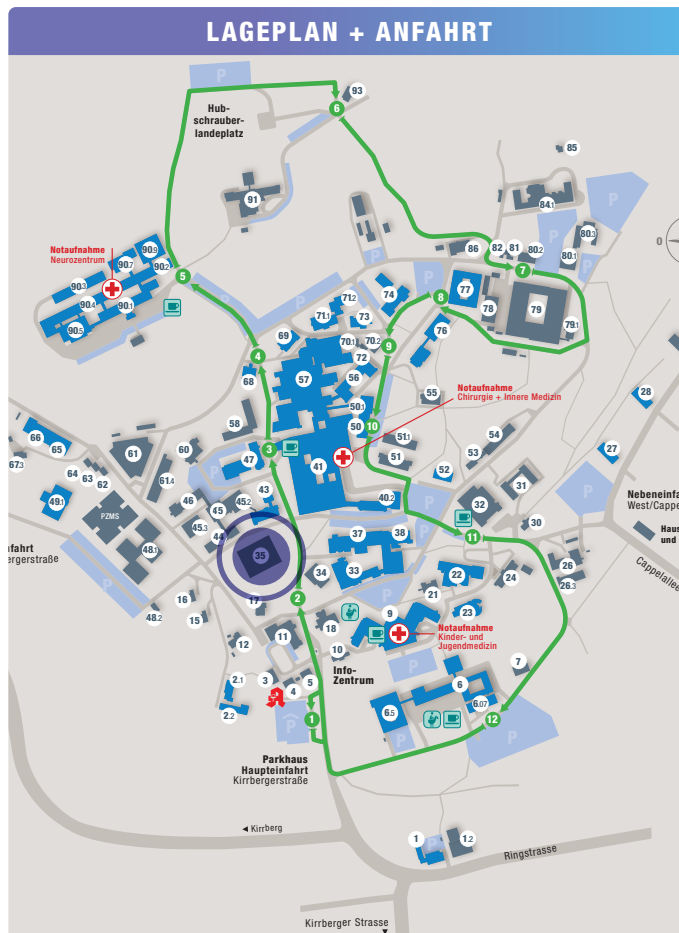 LAGEPLAN + ANFAHRT
P
93
6
Hub-
schrauber-
landeplatz
85
91
84.1
P
Notaufnahme
Neurozentrum
90.9
90.7
90.2
90.3
90.4
90.1
90.5
5
P
P
86
82
81
80.2
80.3
80.1
P
P
O
7
77
8
78
79
79.1
74
71.2
71.1
73
76
69
70.1
70.2
9
72
4
68
57
56
55
Notaufnahme
Chirurgie + Innere Medizin
28
50.1
50
10
58
3
66
65
67.3
64
63
62
61
60
61.4
47
41
51.1
51
54
53
52
27
P
49.1
PZMS
46
45
45.2
43
45.3
44
40.2
32
31
30
Nebeneinfa
West/Cappe
Haus
und
P
nfahrt
bergerstraße
48.1
35
37
38
11
P
33
34
22
24
26
26.3
Cappelallee
P
16
15
48.2
17
2
21
23
9
18
10
12
11
Notaufnahme
Kinder- und
Jugendmedizin
Info-
Zentrum
7
2.1
2.2
3
4
5
P
1
6
6.5
6.07
12
P
P
P
Parkhaus
Haupteinfahrt
Kirrbergerstraße
Kirrberg
1
1.2
P
Ringstrasse
Kirrberger Strasse